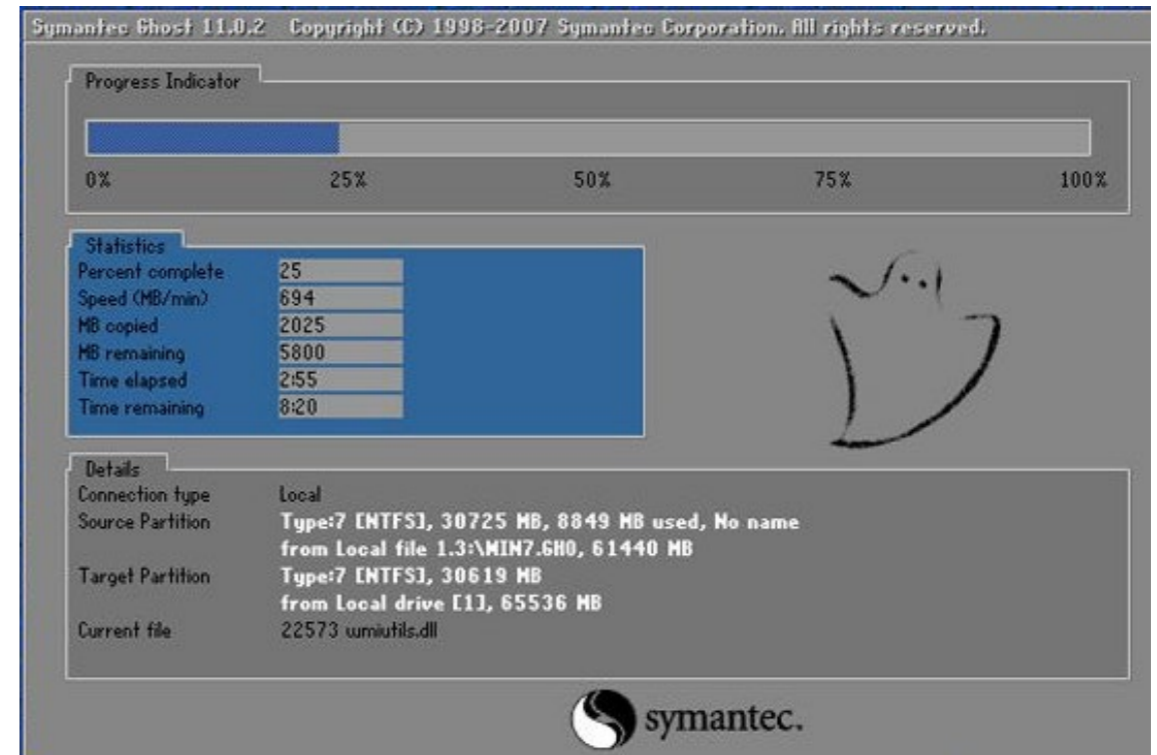 Symantec Ghost 11.0.2 Copyright (C) 1998-2007 Symantec Corporation. All rights reserved.
Progress Indicator
0% 25% 50% 75% 100%
Statistics
Percent complete 25
Speed (MB/min) 694
MB copied 2025
MB remaining 5800
Time elapsed 2:55
Time remaining 8:20
Details
Connection type Local
Source Partition Type:7 [NTFS], 30725 MB, 8849 MB used, No name
from Local file 1.3:\WIN7.GHO, 61440 MB
Target Partition Type:7 [NTFS], 30619 MB
from Local drive [1], 65536 MB
Current file 22573 wmiutils.dll
symantec.